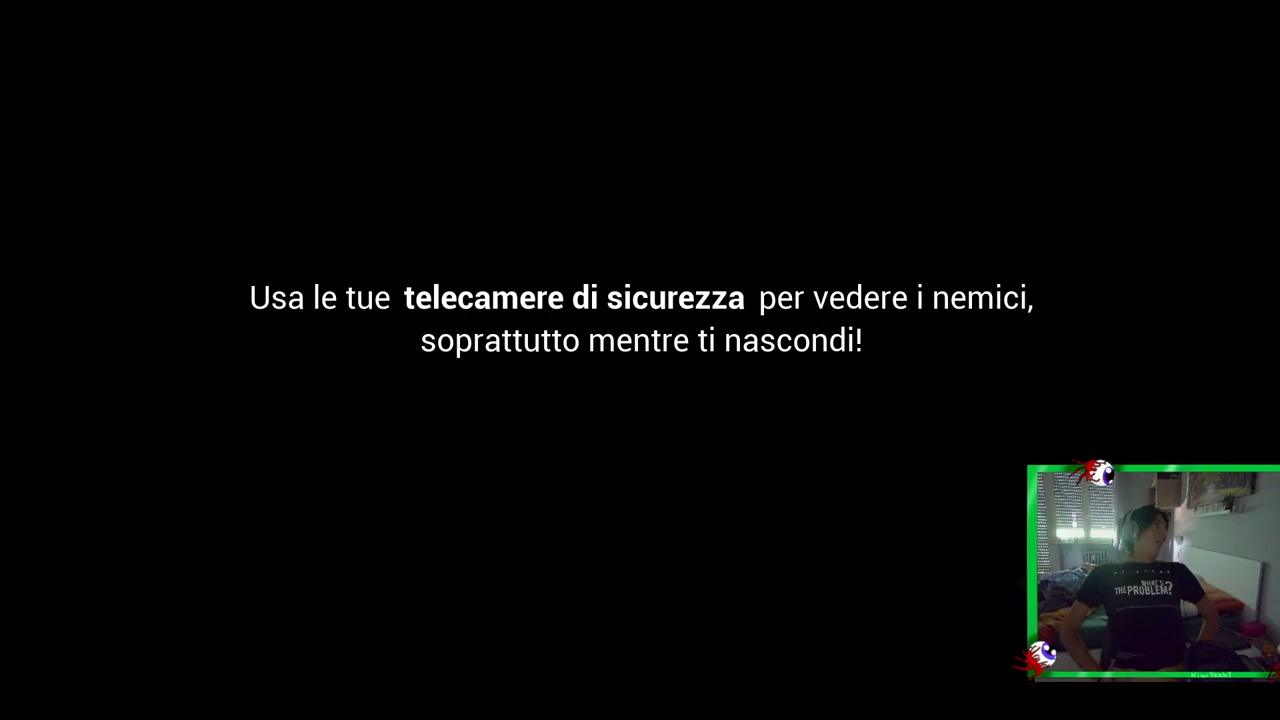 Usa le tue telecamere di sicurezza per vedere i nemici,
soprattutto mentre ti nascondi!
WHAT'S
THE PROBLEM?